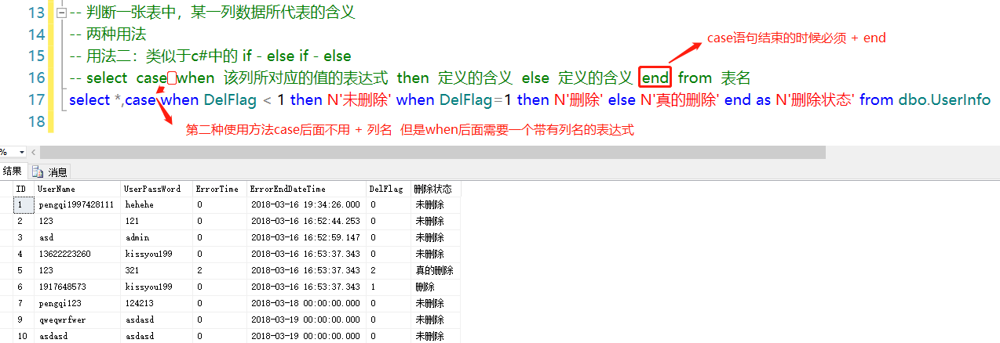 13 -- 判断一张表中，某一列数据所代表的含义
14 -- 两种用法
case语句结束的时候必须 + end
15 -- 用法二：类似于c#中的 if - else if - else
16 -- select case when 该列所对应的值的表达式 then 定义的含义 else 定义的含义 end from 表名
17 select *,case when DelFlag < 1 then N'未删除' when DelFlag=1 then N'删除' else N'真的删除' end as N'删除状态' from dbo.UserInfo
18
第二种使用方法case后面不用 + 列名 但是when后面需要一个带有列名的表达式
%
结果 消息
ID UserName UserPassWord ErrorTime ErrorEndDateTime DelFlag 删除状态
1 pengqi1997428111 hehehe 0 2018-03-16 19:34:26.000 0 未删除
2 123 121 0 2018-03-16 16:52:44.253 0 未删除
3 asd admin 0 2018-03-16 16:52:59.147 0 未删除
4 13622223260 kissyou199 0 2018-03-16 16:53:37.343 0 未删除
5 123 321 2 2018-03-16 16:53:37.343 2 真的删除
6 1917648573 kissyou199 0 2018-03-16 16:53:37.343 1 删除
7 pengqi123 124213 0 2018-03-18 00:00:00.000 0 未删除
9 qweqwrfwer asdasd 0 2018-03-19 00:00:00.000 0 未删除
10 asdasd asdasd 0 2018-03-19 00:00:00.000 0 未删除